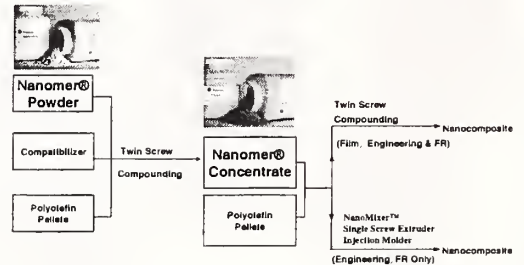 Nanomer®
Powder
Compatibilizer
Polyolefin
Pellets
Twin Screw
Compounding
Nanomer®
Concentrate
Polyolefin
Pellets
Twin Screw
Compounding
Nanocomposite
(Film, Engineering & FR)
NanoMixer™
Single Screw Extruder
Injection Molder
Nanocomposite
(Engineering, FR Only)